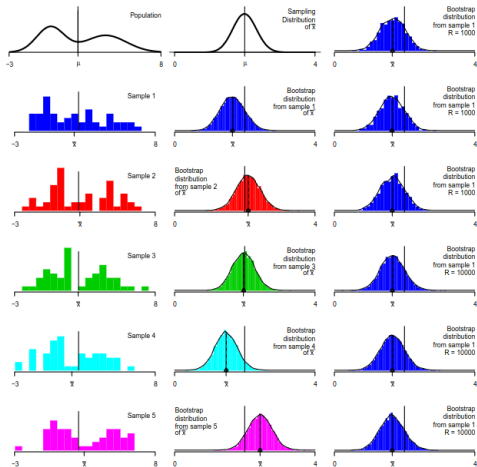 Population
−3 μ 8
Sampling
Distribution
of x̅
0 μ 4
Bootstrap
distribution
from sample 1
R = 1000
0 x̅ 4
Sample 1
−3 x̅ 8
Bootstrap
distribution
from sample 1
of x̅
0 x̅ 4
Bootstrap
distribution
from sample 1
R = 1000
0 x̅ 4
Sample 2
−3 x̅ 8
Bootstrap
distribution
from sample 2
of x̅
0 x̅ 4
Bootstrap
distribution
from sample 1
R = 1000
0 x̅ 4
Sample 3
−3 x̅ 8
Bootstrap
distribution
from sample 3
of x̅
0 x̅ 4
Bootstrap
distribution
from sample 1
R = 10000
0 x̅ 4
Sample 4
−3 x̅ 8
Bootstrap
distribution
from sample 4
of x̅
0 x̅ 4
Bootstrap
distribution
from sample 1
R = 10000
0 x̅ 4
Sample 5
−3 x̅ 8
Bootstrap
distribution
from sample 5
of x̅
0 x̅ 4
Bootstrap
distribution
from sample 1
R = 10000
0 x̅ 4